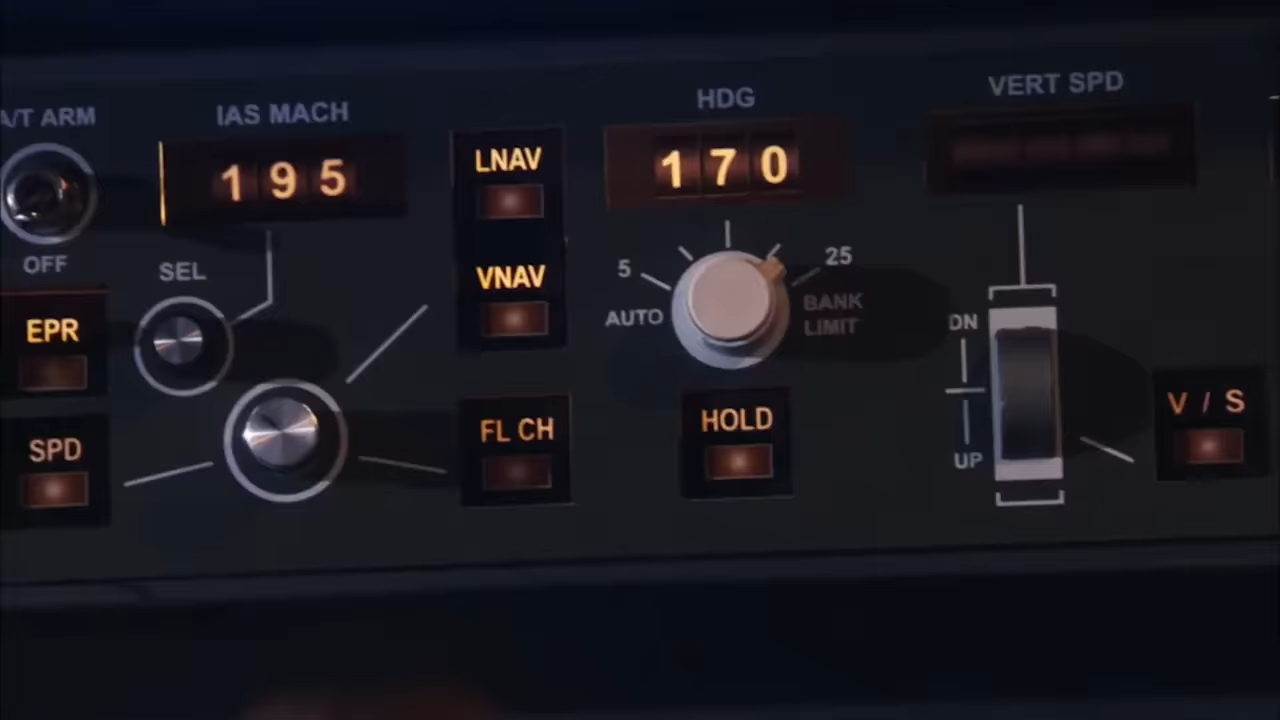 A/T ARM
IAS MACH
HDG
VERT SPD
195
LNAV
170
OFF
SEL
VNAV
5
25
AUTO
BANK
LIMIT
DN
EPR
SPD
FL CH
HOLD
UP
V / S